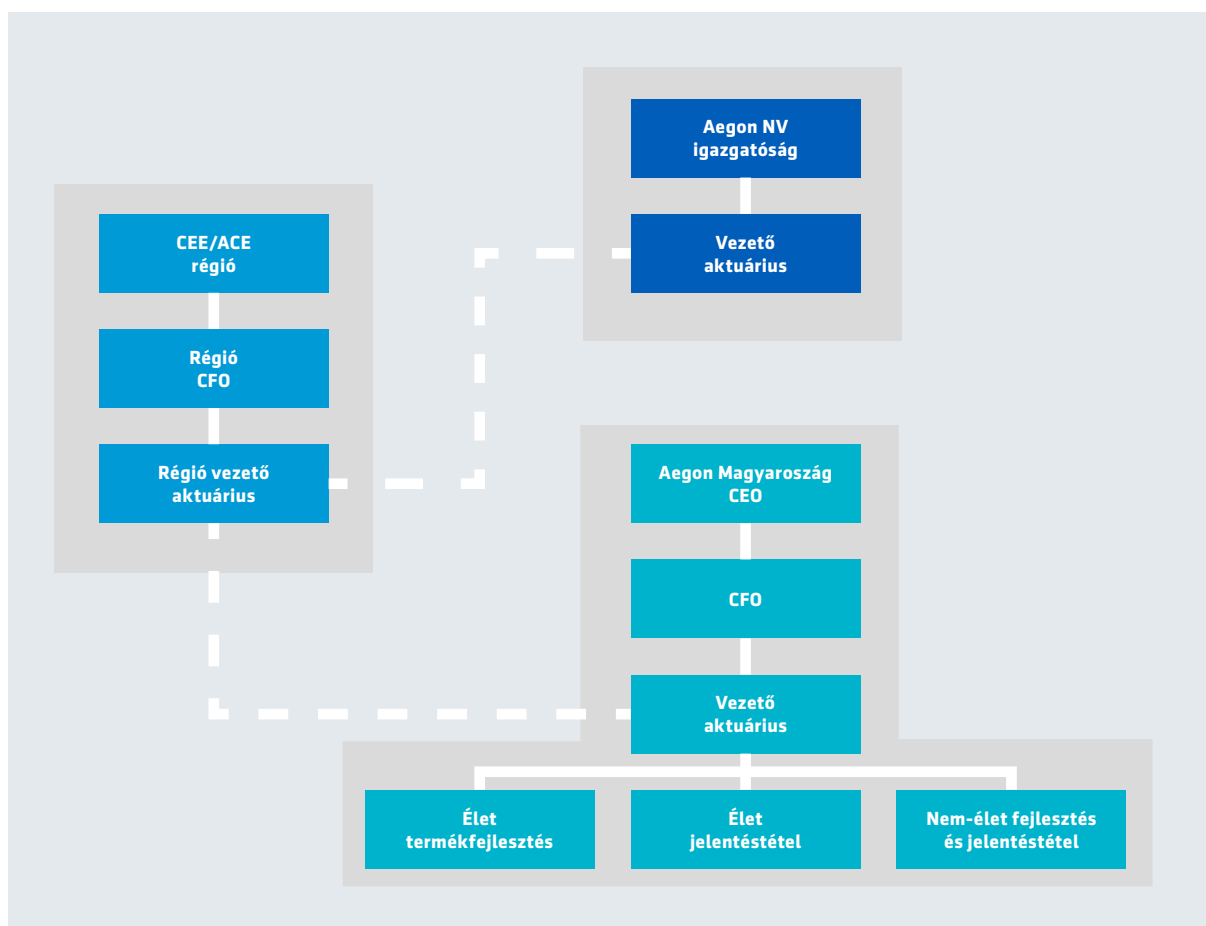 Aegon NV
igazgatóság
Vezető
aktuárius
CEE/ACE
régió
Régió
CFO
Régió vezető
aktuárius
Aegon Magyaroszág
CEO
CFO
Vezető
aktuárius
Élet
termékfejlesztés
Élet
jelentéstétel
Nem-élet fejlesztés
és jelentéstétel